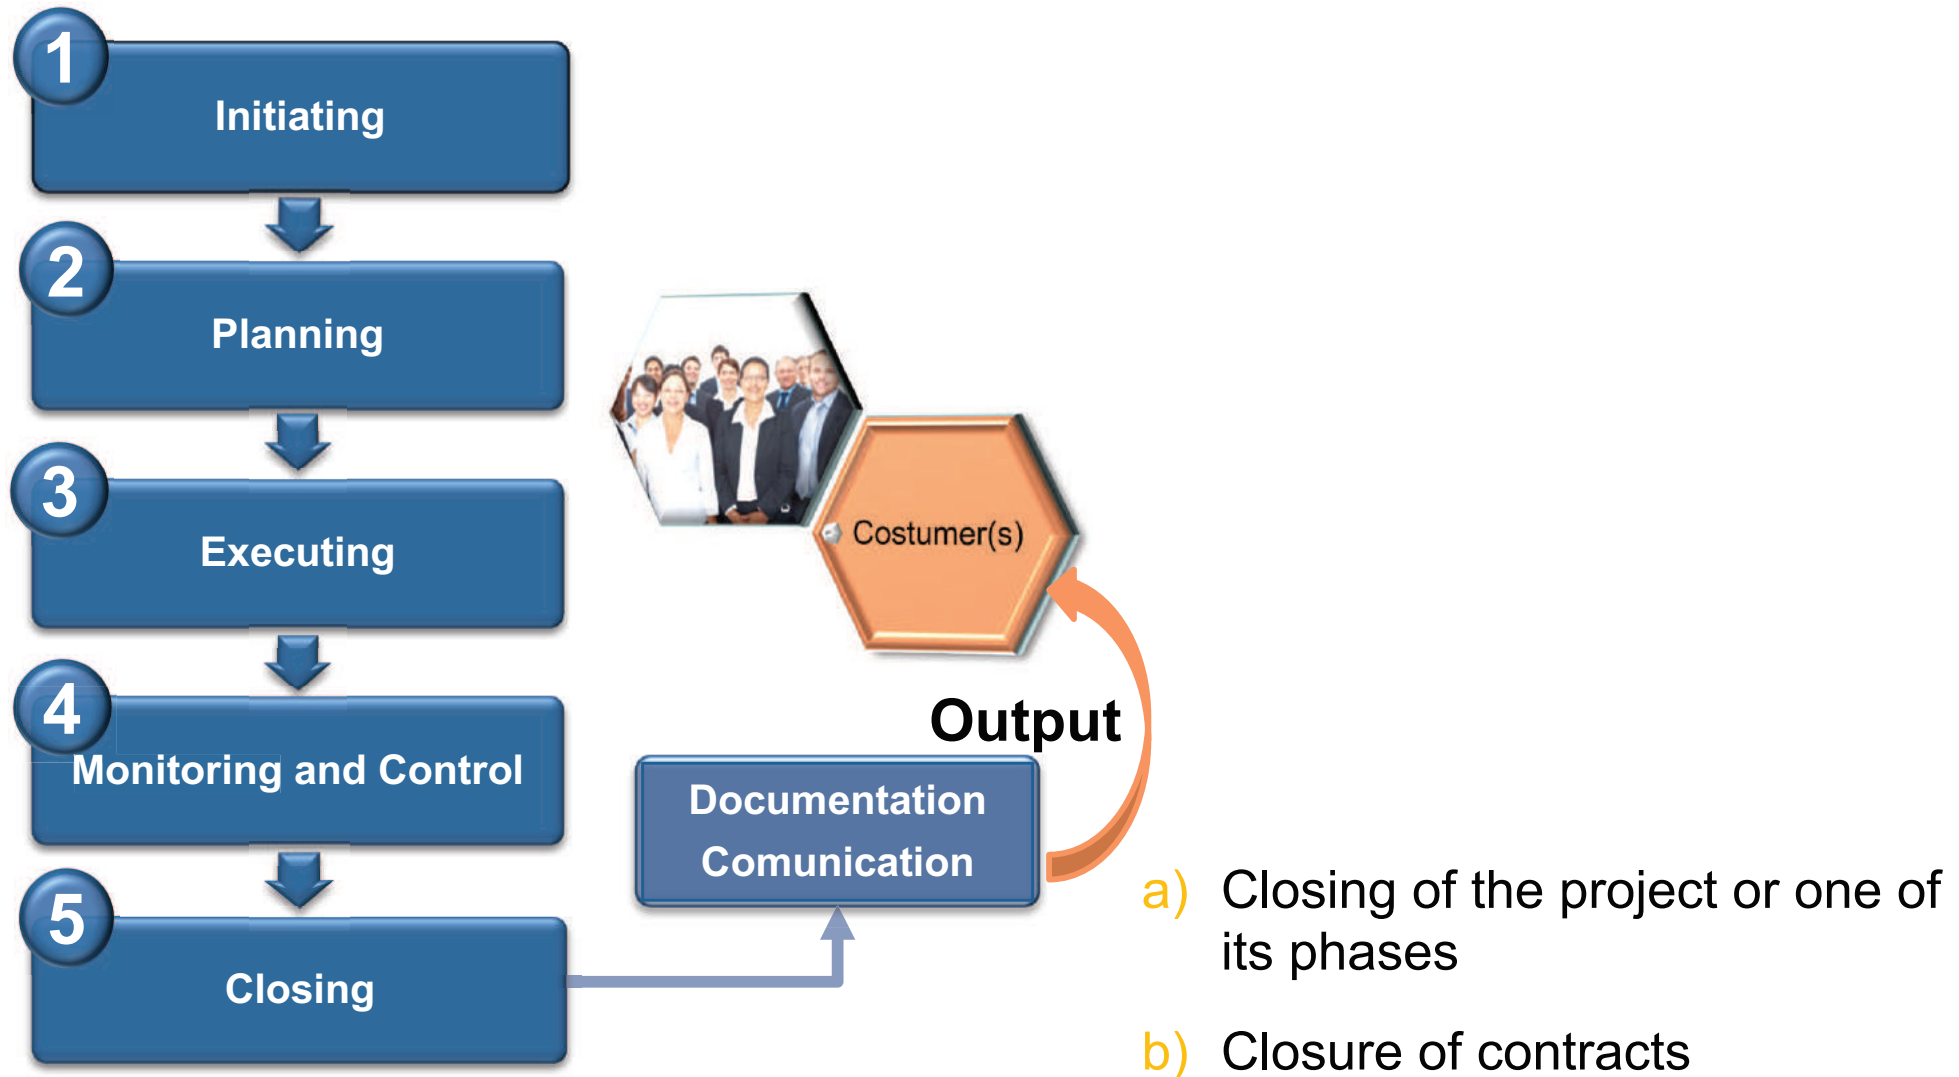 1
Initiating
2
Planning
3
Executing
4
Monitoring and Control
5
Closing
Costumer(s)
Output
Documentation
Comunication
a) Closing of the project or one of
its phases
b) Closure of contracts